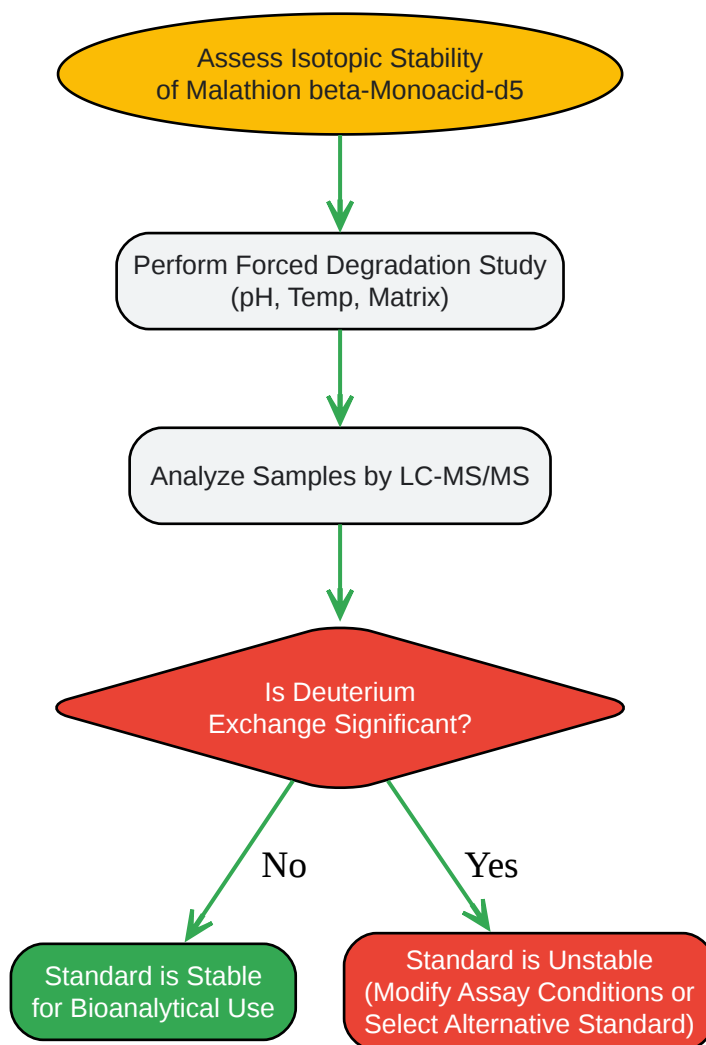 Assess Isotopic Stability
of Malathion beta-Monoacid-d5
Perform Forced Degradation Study
(pH, Temp, Matrix)
Analyze Samples by LC-MS/MS
Is Deuterium
Exchange Significant?
No
Yes
Standard is Stable
for Bioanalytical Use
Standard is Unstable
(Modify Assay Conditions or
Select Alternative Standard)